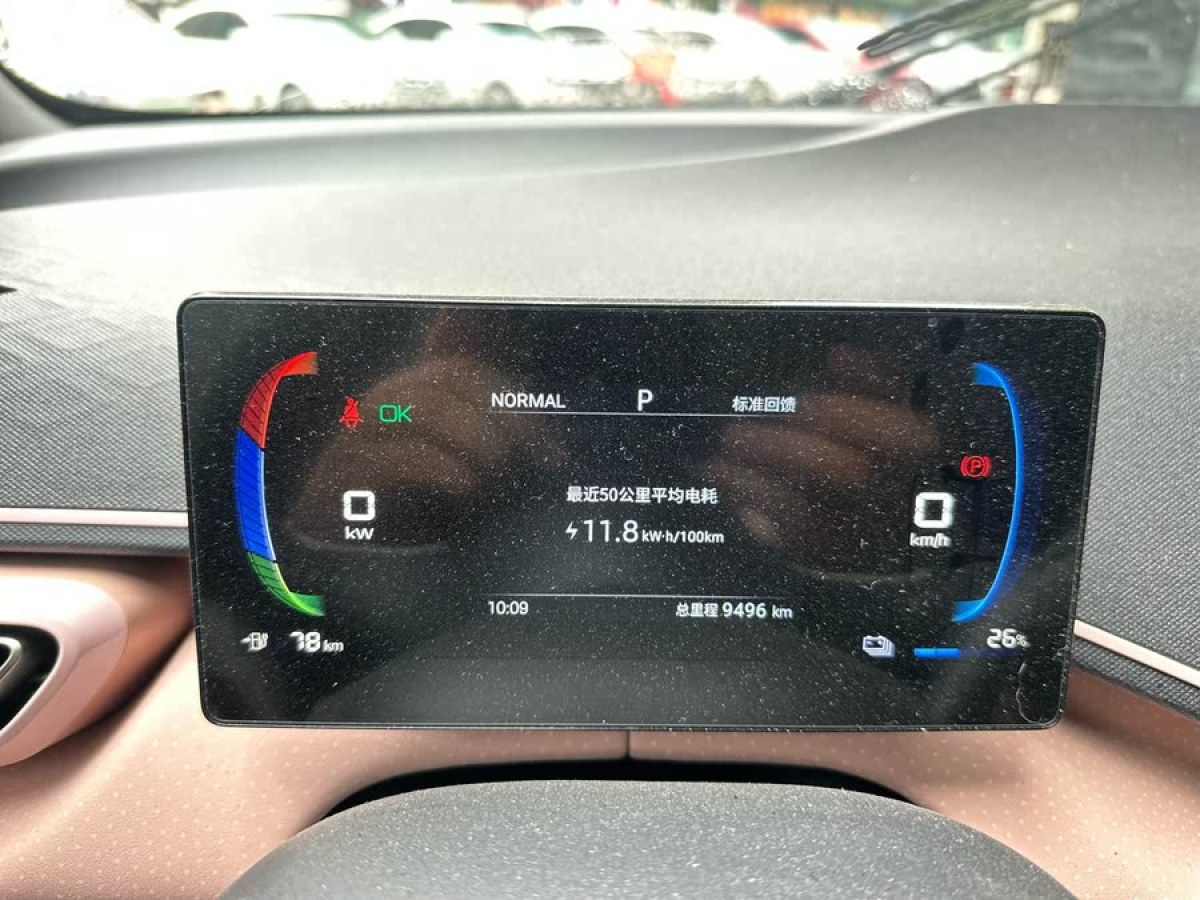 NORMAL P 标准回馈
OK
P
0
kW
最近50公里平均电耗
11.8 kW·h/100km
0
km/h
10:09 总里程 9496 km
78 km
26%